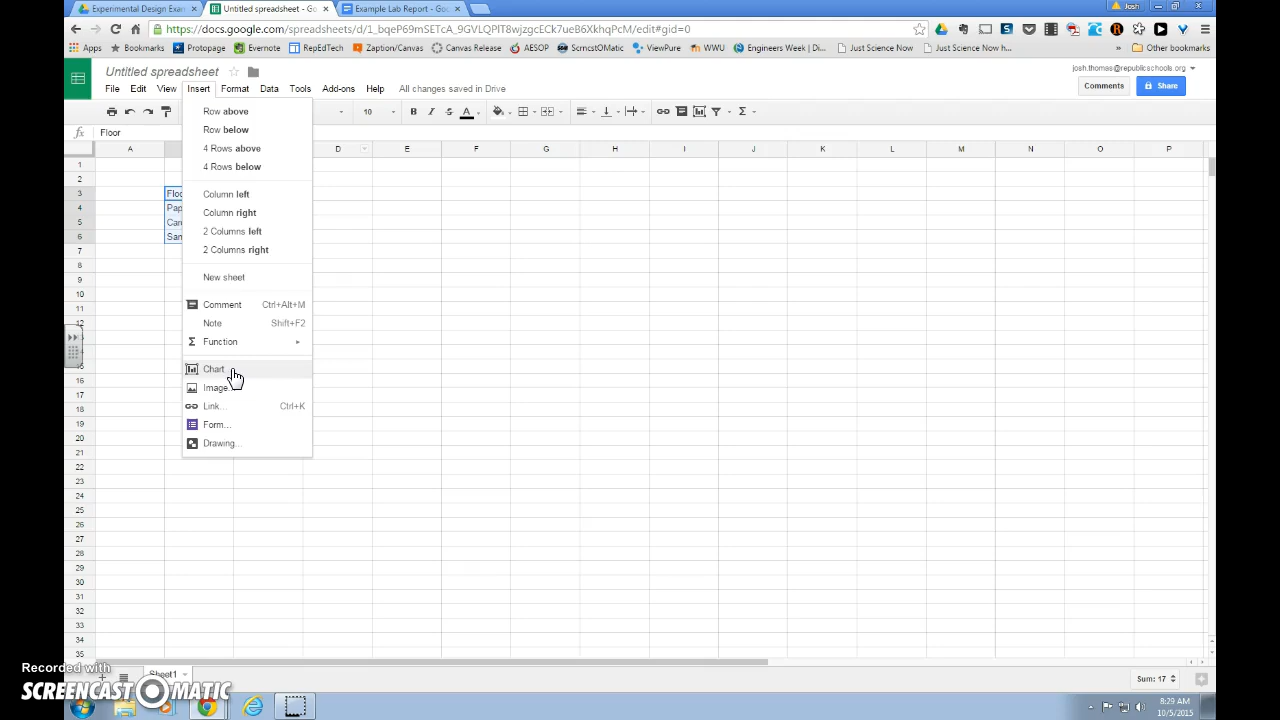 Experimental Design Exam
Untitled spreadsheet - Goo
Example Lab Report - Goo
Josh
https://docs.google.com/spreadsheets/d/1_bqeP69mSETcA_9GVLQPIT8wjzgcECk7ueB6XkhqPcM/edit#gid=0
Apps
Bookmarks
Protopage
Evernote
RepEdTech
Zaption/Canvas
Canvas Release
AESOP
ScrncstOMatic
ViewPure
WWU
Engineers Week | Di...
Just Science Now
Just Science Now h...
Other bookmarks
Untitled spreadsheet
josh.thomas@republicschools.org
File Edit View Insert Format Data Tools Add-ons Help
All changes saved in Drive
Comments
Share
10
fx
Floor
A D E F G H I J K L M N O P
Row above
Row below
4 Rows above
4 Rows below
Column left
Column right
2 Columns left
2 Columns right
New sheet
Comment Ctrl+Alt+M
Note Shift+F2
Function
Chart
Image...
Link... Ctrl+K
Form...
Drawing...
1
2
3 Floo
4 Pap
5
6 San
7
8
9
10
11
12
15
16
17
18
19
20
21
22
23
24
25
26
27
28
29
30
31
32
33
34
35
Sheet1
Sum: 17
Recorded with
SCREENCAST O MATIC
8:29 AM
10/5/2015